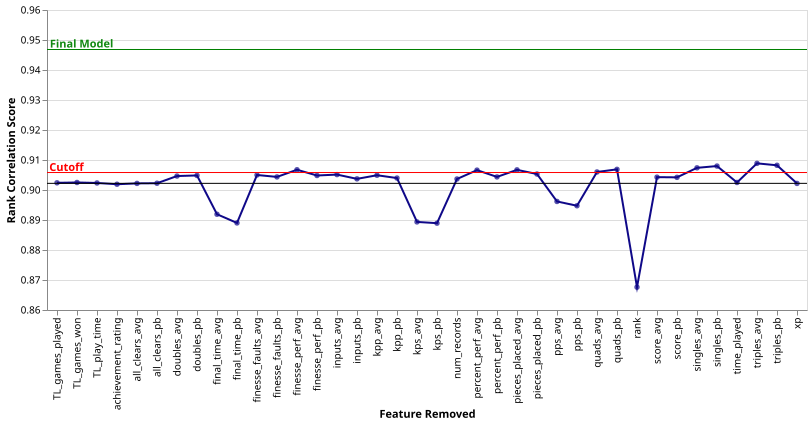 0.96
0.95
0.94
0.93
0.92
0.91
0.90
0.89
0.88
0.87
0.86
Rank Correlation Score
Final Model
Cutoff
TL_games_played
TL_games_won
TL_play_time
achievement_rating
all_clears_avg
all_clears_pb
doubles_avg
doubles_pb
final_time_avg
final_time_pb
finesse_faults_avg
finesse_faults_pb
finesse_perf_avg
finesse_perf_pb
inputs_avg
inputs_pb
kpp_avg
kpp_pb
kps_avg
kps_pb
num_records
percent_perf_avg
percent_perf_pb
pieces_placed_avg
pieces_placed_pb
pps_avg
pps_pb
quads_avg
quads_pb
rank
score_avg
score_pb
singles_avg
singles_pb
time_played
triples_avg
triples_pb
xp
Feature Removed